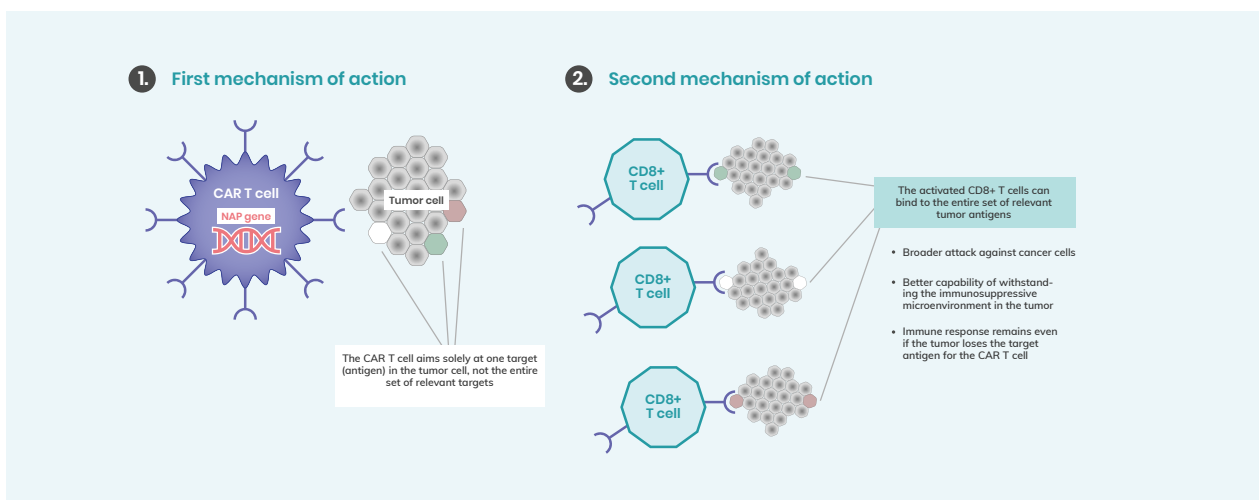 1. First mechanism of action
CAR T cell
NAP gene
Tumor cell
The CAR T cell aims solely at one target
(antigen) in the tumor cell, not the entire
set of relevant targets
2. Second mechanism of action
CD8+
T cell
CD8+
T cell
CD8+
T cell
The activated CD8+ T cells can
bind to the entire set of relevant
tumor antigens
• Broader attack against cancer cells
• Better capability of withstand-
ing the immunosuppressive
microenvironment in the tumor
• Immune response remains even
if the tumor loses the target
antigen for the CAR T cell